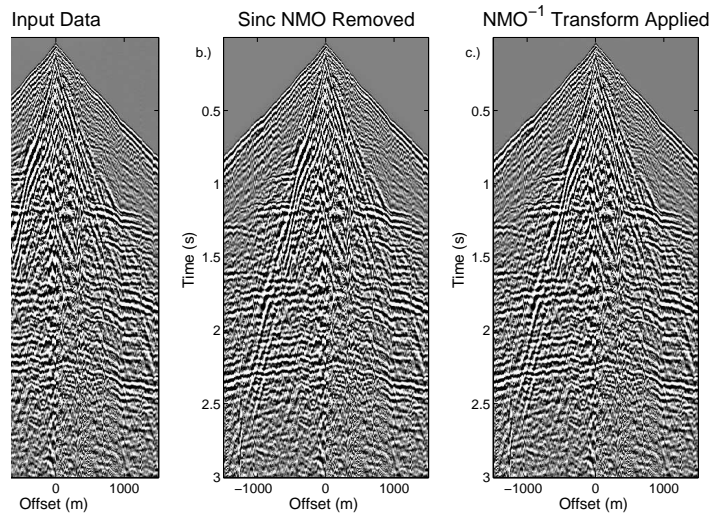 Input Data
0
1000
Offset (m)
Sinc NMO Removed
b.)
0.5
1
1.5
2
2.5
3
Time (s)
−1000
0
1000
Offset (m)
NMO−1 Transform Applied
c.)
0.5
1
1.5
2
2.5
3
Time (s)
−1000
0
1000
Offset (m)